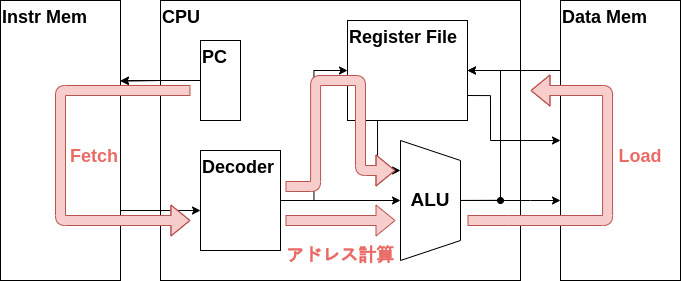 Instr Mem
CPU
Data Mem
Register File
PC
Fetch
Load
Decoder
ALU
アドレス計算